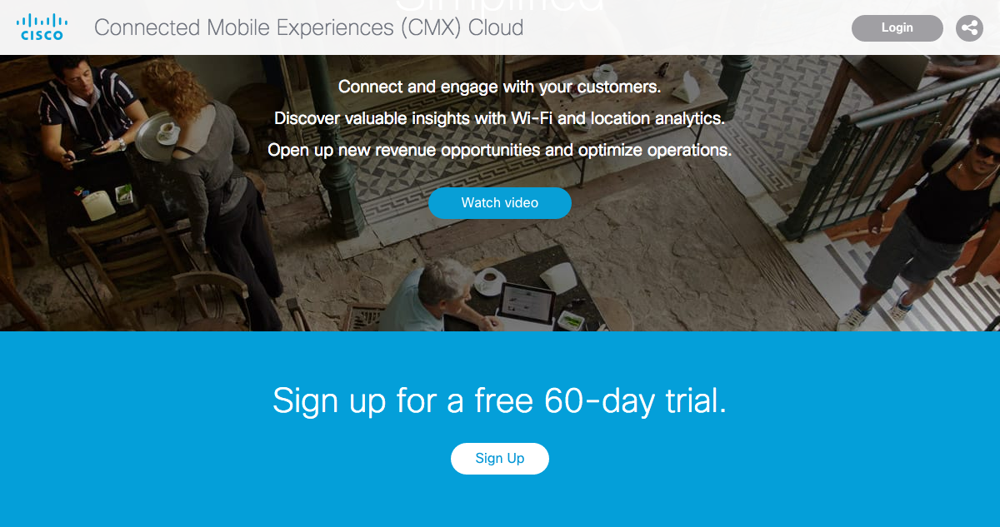 Simplified
CISCO
Connected Mobile Experiences (CMX) Cloud
Login
Connect and engage with your customers.
Discover valuable insights with Wi-Fi and location analytics.
Open up new revenue opportunities and optimize operations.
Watch video
Sign up for a free 60-day trial.
Sign Up